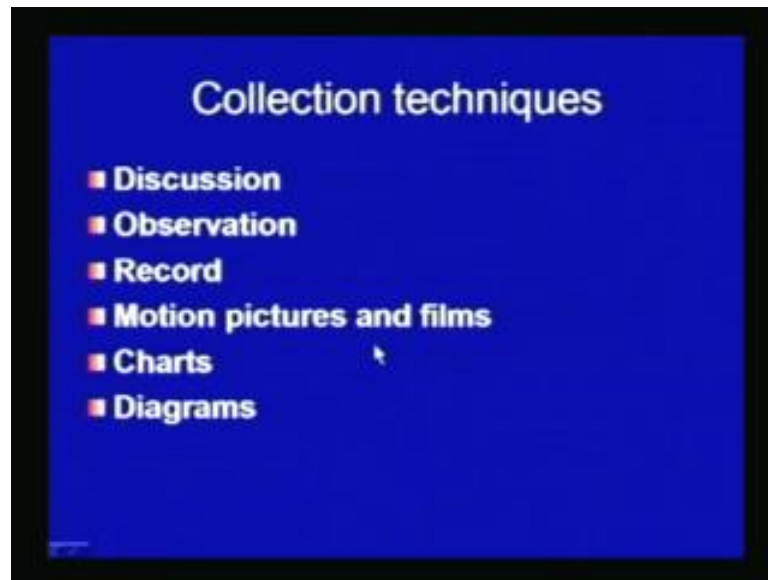 Collection techniques
Discussion
Observation
Record
Motion pictures and films
Charts
Diagrams